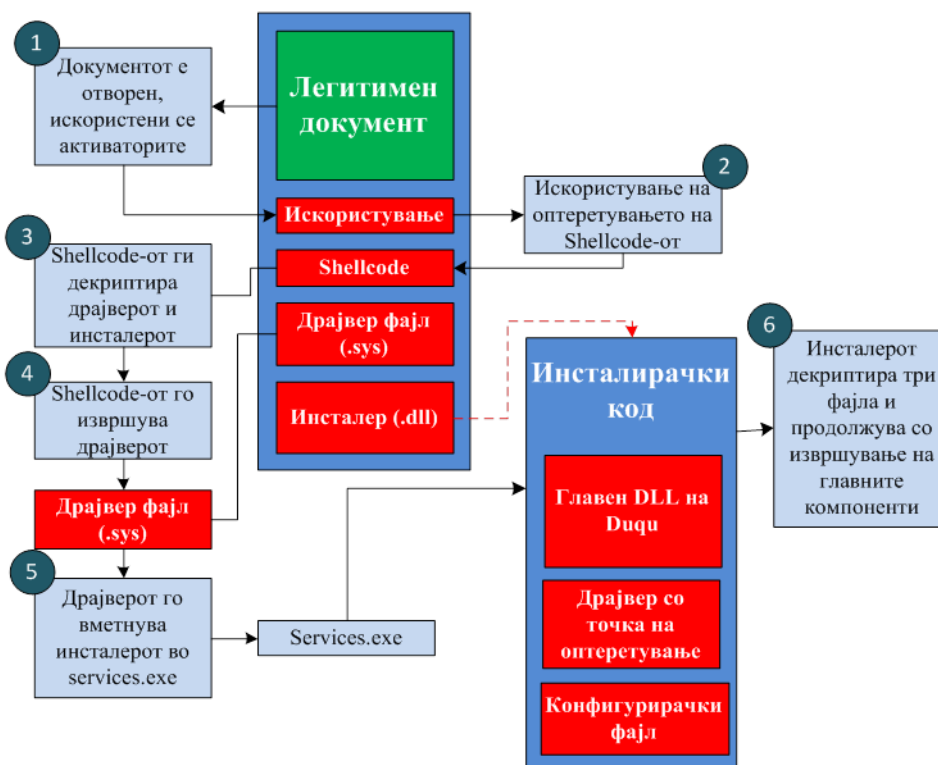 1
Документот е
отворен,
искористени се
активаторите
Легитимен
документ
Искористување
2
Искористување на
оптеретувањето на
Shellcode-от
Shellcode
3
Shellcode-от ги
декриптира
драјверот и
инсталерот
Драјвер фајл
(.sys)
Инсталер (.dll)
4
Shellcode-от го
извршува
драјверот
Драјвер фајл
(.sys)
5
Драјверот го
вметнува
инсталерот во
services.exe
Services.exe
Инсталирачки
код
Главен DLL на
Duqu
Драјвер со
точка на
оптеретување
Конфигурирачки
фајл
6
Инсталерот
декриптира три
фајла и
продолжува со
извршување на
главните
компоненти